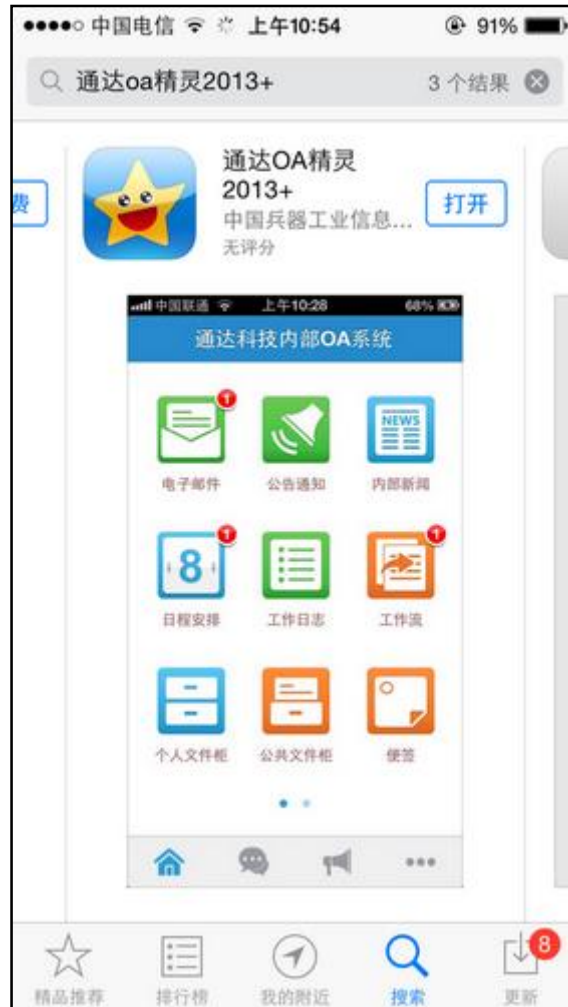 中国电信 上午10:54 91%
通达oa精灵2013+ 3 个结果
费
通达OA精灵
2013+
中国兵器工业信息...
无评分
打开
中国联通 上午10:28 68%
通达科技内部OA系统
1
NEWS
电子邮件 公告通知 内部新闻
1 1
8
日程安排 工作日志 工作流
个人文件柜 公共文件柜 便签
8
精品推荐 排行榜 我的附近 搜索 更新